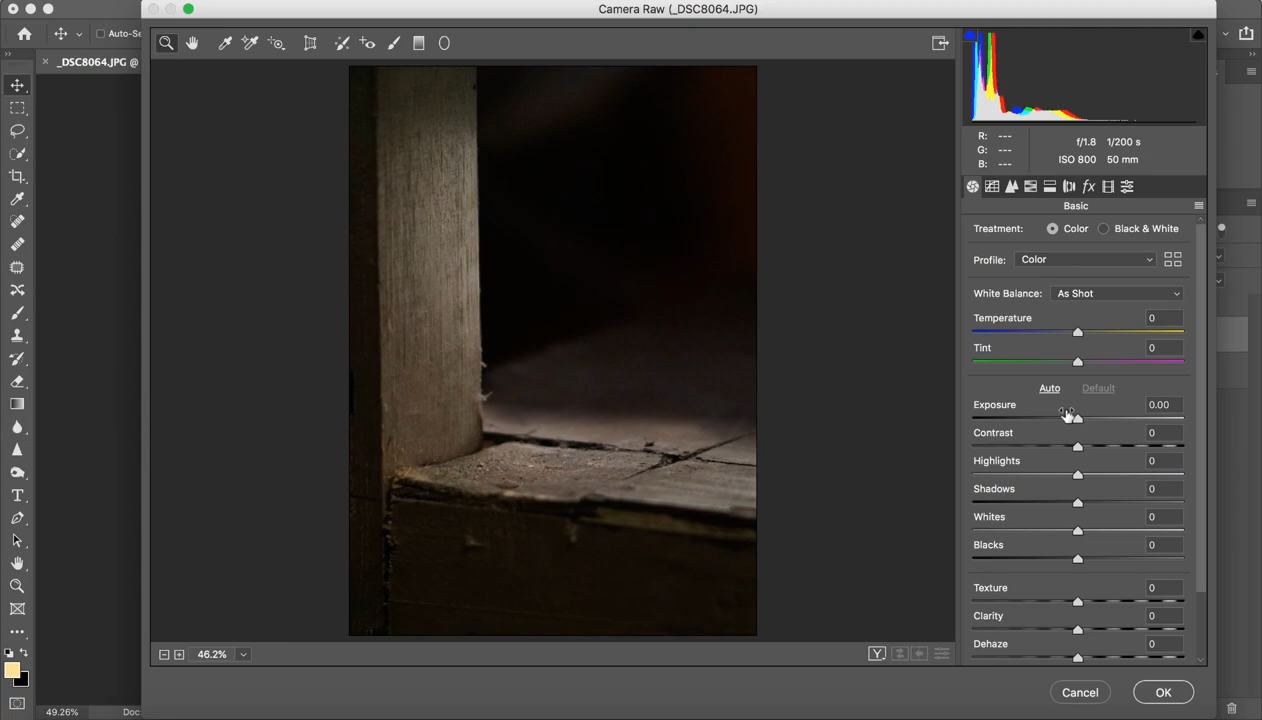 Camera Raw (_DSC8064.JPG)
Auto-Se
_DSC8064.JPG @
R: ---
G: ---
B: ---
f/1.8 1/200 s
ISO 800 50 mm
fx
Basic
Treatment: Color Black & White
Profile: Color
White Balance: As Shot
Temperature 0
Tint 0
Auto Default
Exposure 0.00
Contrast 0
Highlights 0
Shadows 0
Whites 0
Blacks 0
Texture 0
Clarity 0
Dehaze 0
46.2%
Y
Cancel OK
49.26% Doc: